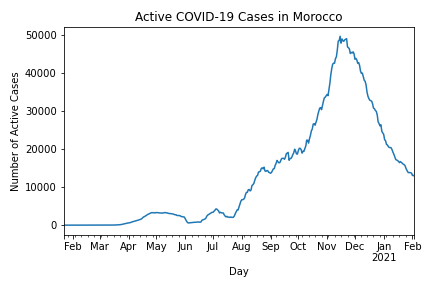 Active COVID-19 Cases in Morocco
Number of Active Cases
50000
40000
30000
20000
10000
0
Feb Mar Apr May Jun Jul Aug Sep Oct Nov Dec Jan Feb
2021
Day